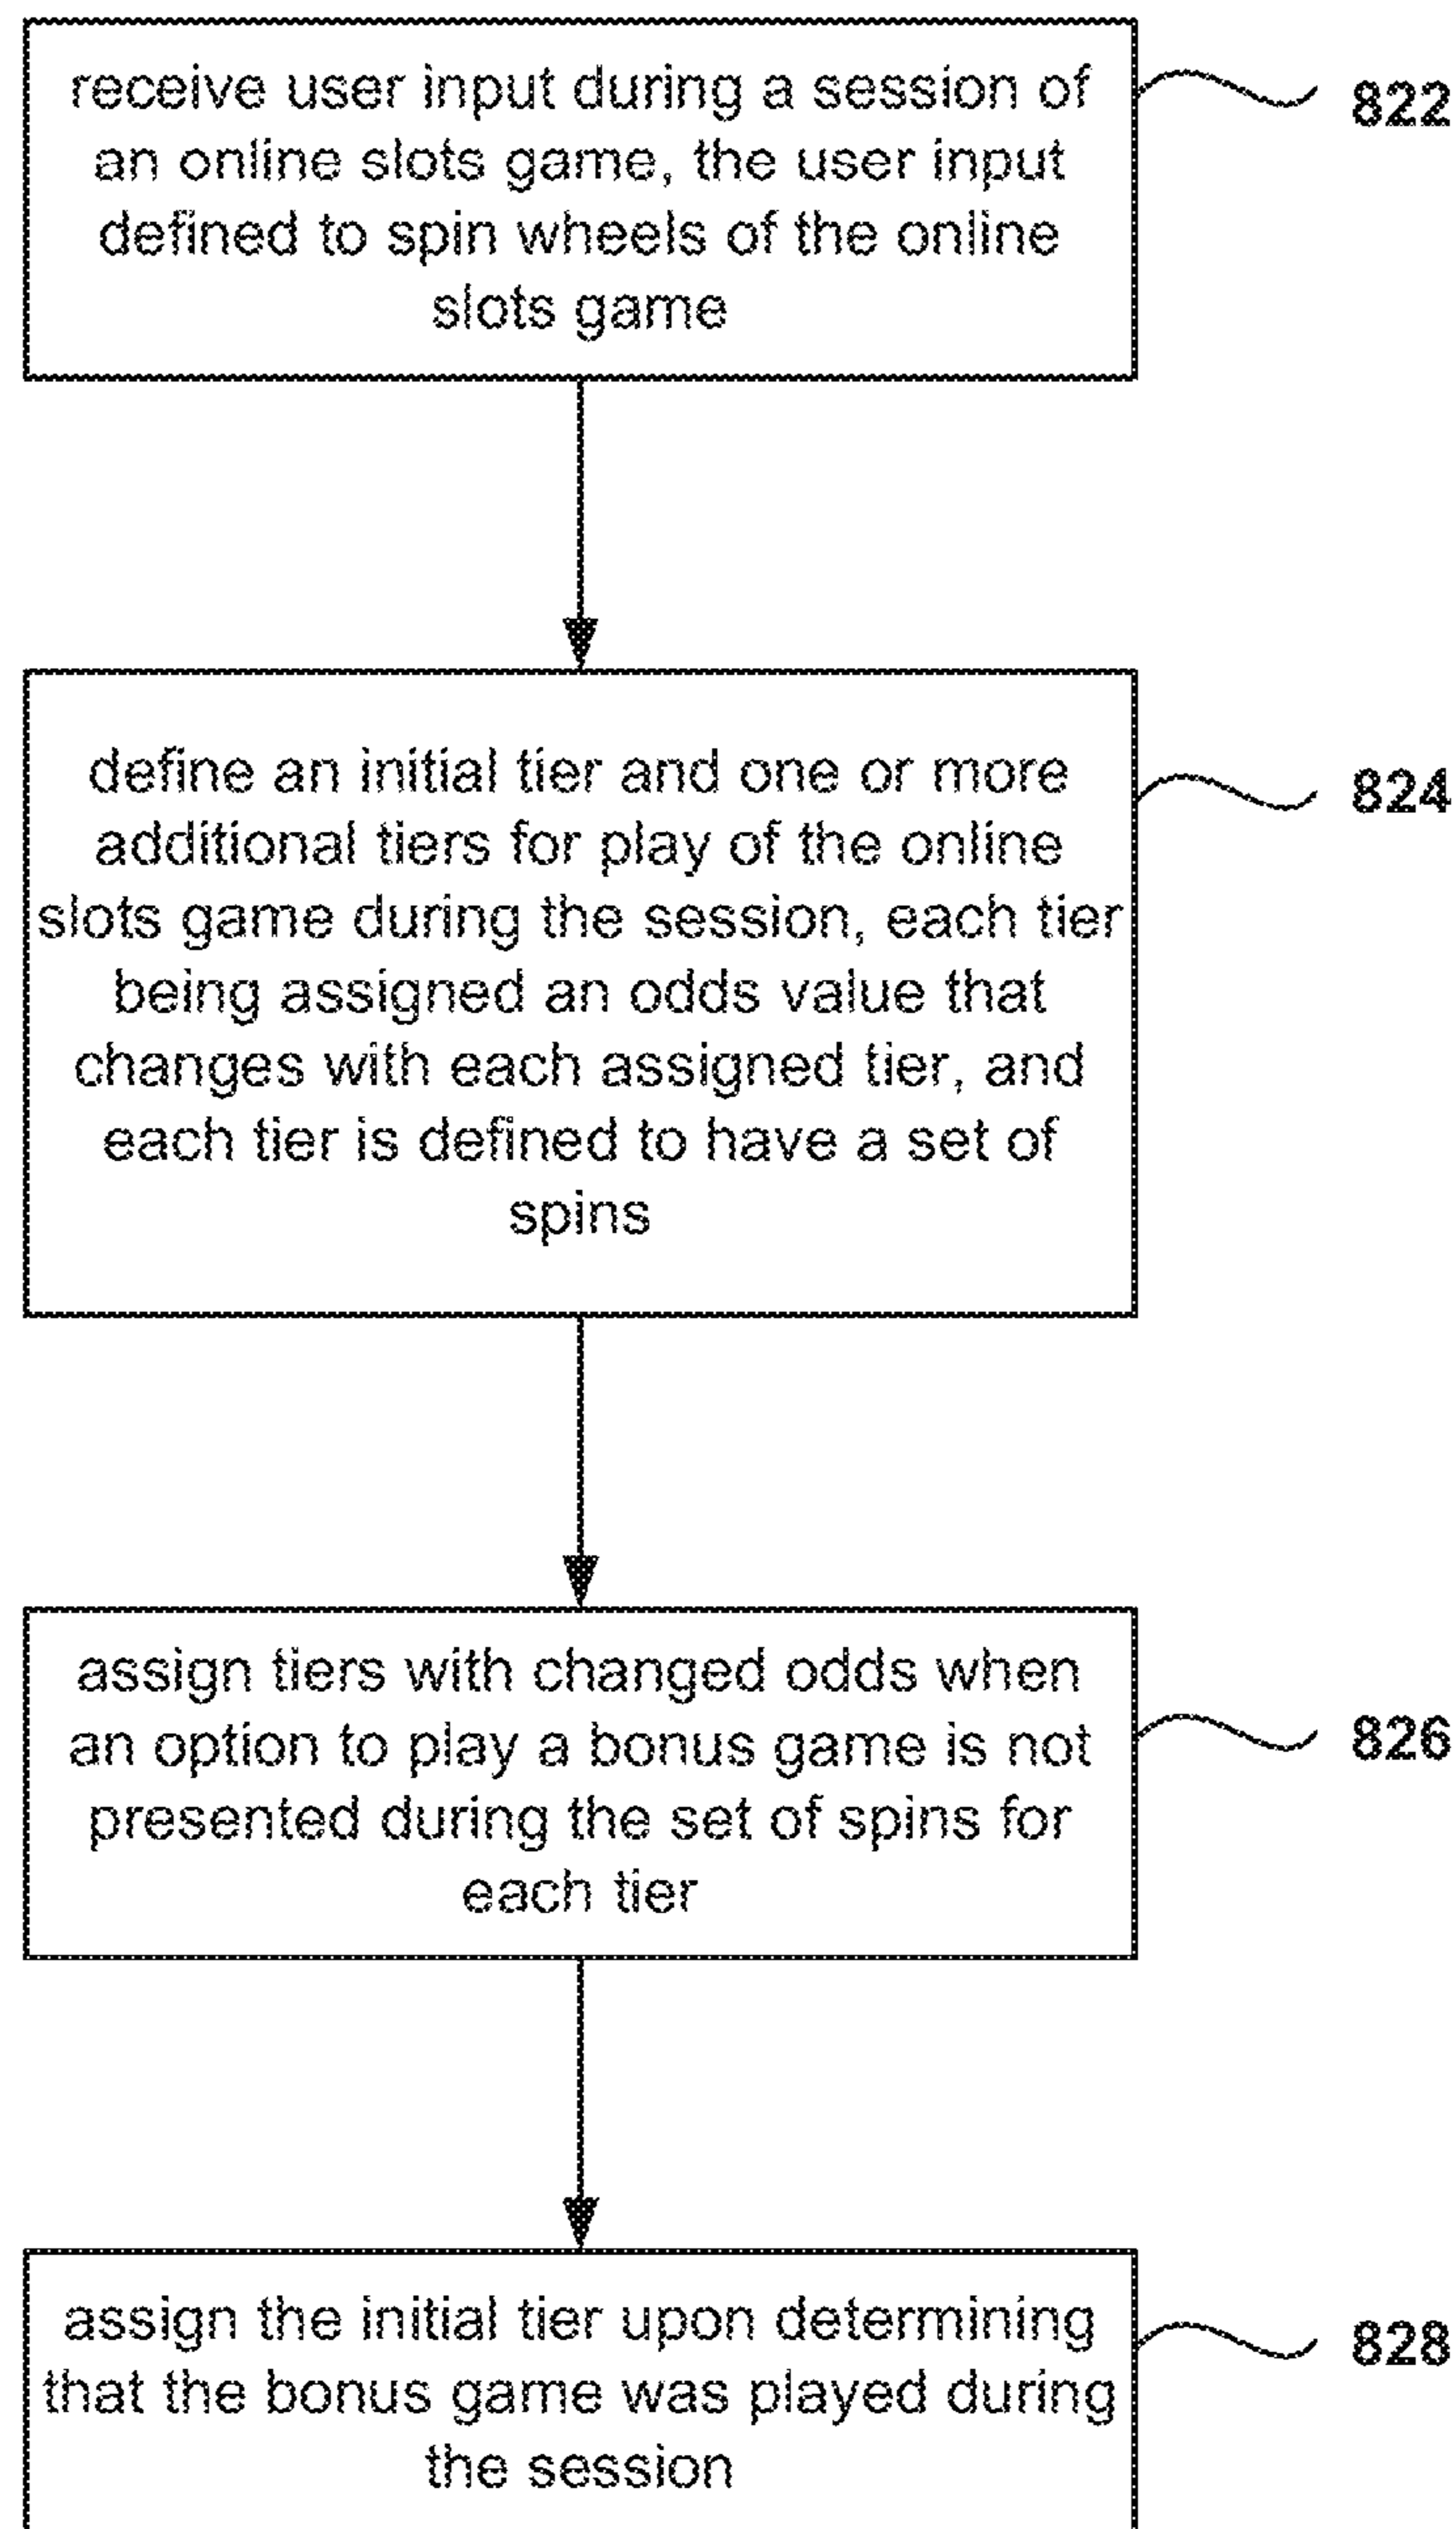 receive user input during a session of
an online slots game, the user input
defined to spin wheels of the online
slots game
822
define an initial tier and one or more
additional tiers for play of the online
slots game during the session, each tier
being assigned an odds value that
changes with each assigned tier, and
each tier is defined to have a set of
spins
824
assign tiers with changed odds when
an option to play a bonus game is not
presented during the set of spins for
each tier
826
assign the initial tier upon determining
that the bonus game was played during
the session
828